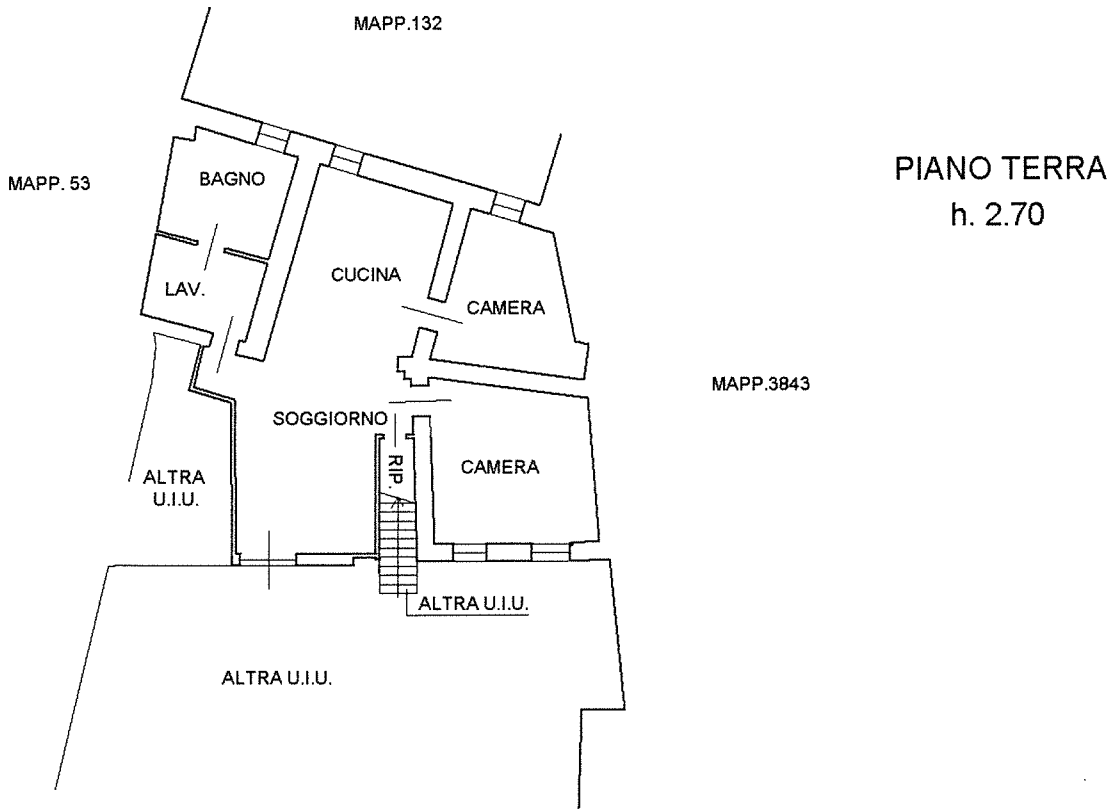 MAPP.132
PIANO TERRA
h. 2.70
MAPP. 53
BAGNO
LAV.
CUCINA
CAMERA
MAPP.3843
SOGGIORNO
RIP.
CAMERA
ALTRA
U.I.U.
ALTRA U.I.U.
ALTRA U.I.U.